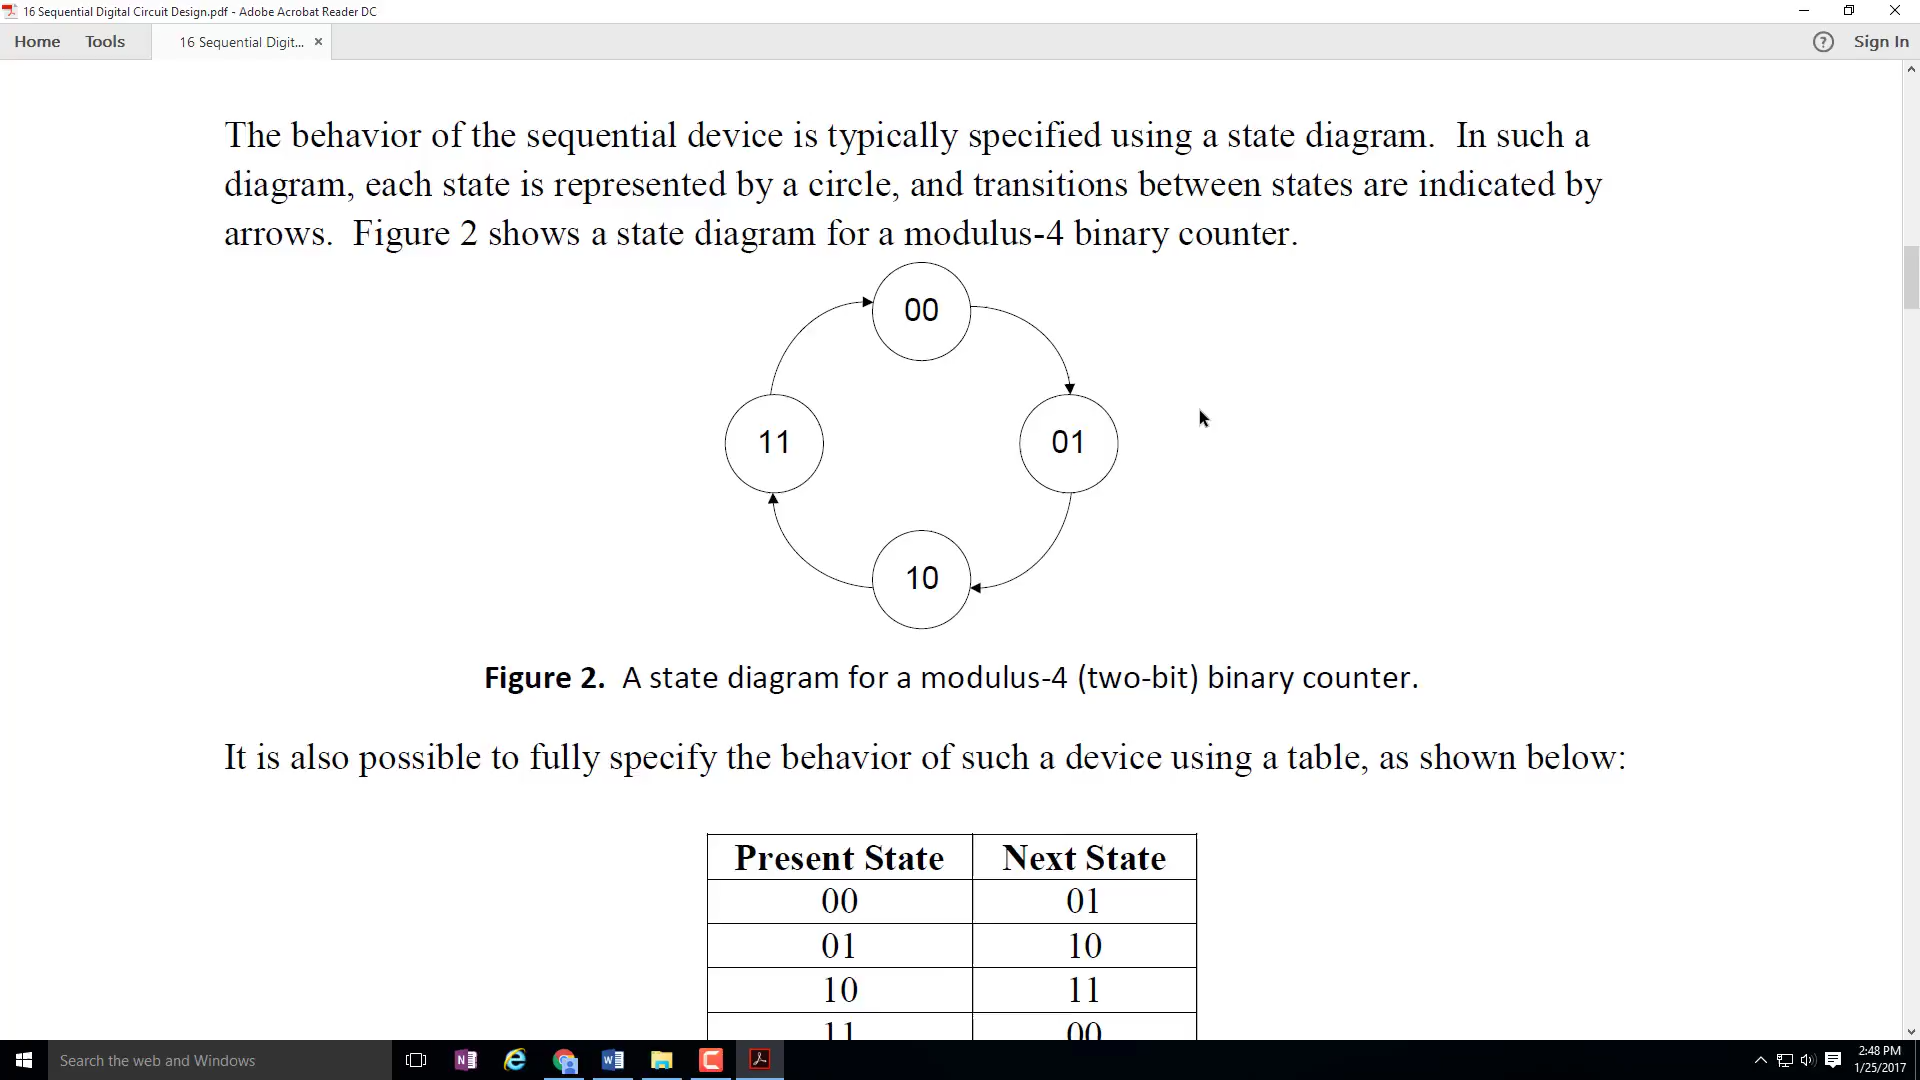 16 Sequential Digital Circuit Design.pdf - Adobe Acrobat Reader DC
Home Tools 16 Sequential Digit... × ? Sign In
The behavior of the sequential device is typically specified using a state diagram. In such a
diagram, each state is represented by a circle, and transitions between states are indicated by
arrows. Figure 2 shows a state diagram for a modulus-4 binary counter.
00
11 01
10
Figure 2. A state diagram for a modulus-4 (two-bit) binary counter.
It is also possible to fully specify the behavior of such a device using a table, as shown below:
Present State Next State
00 01
01 10
10 11
11 00
Search the web and Windows
2:48 PM
1/25/2017